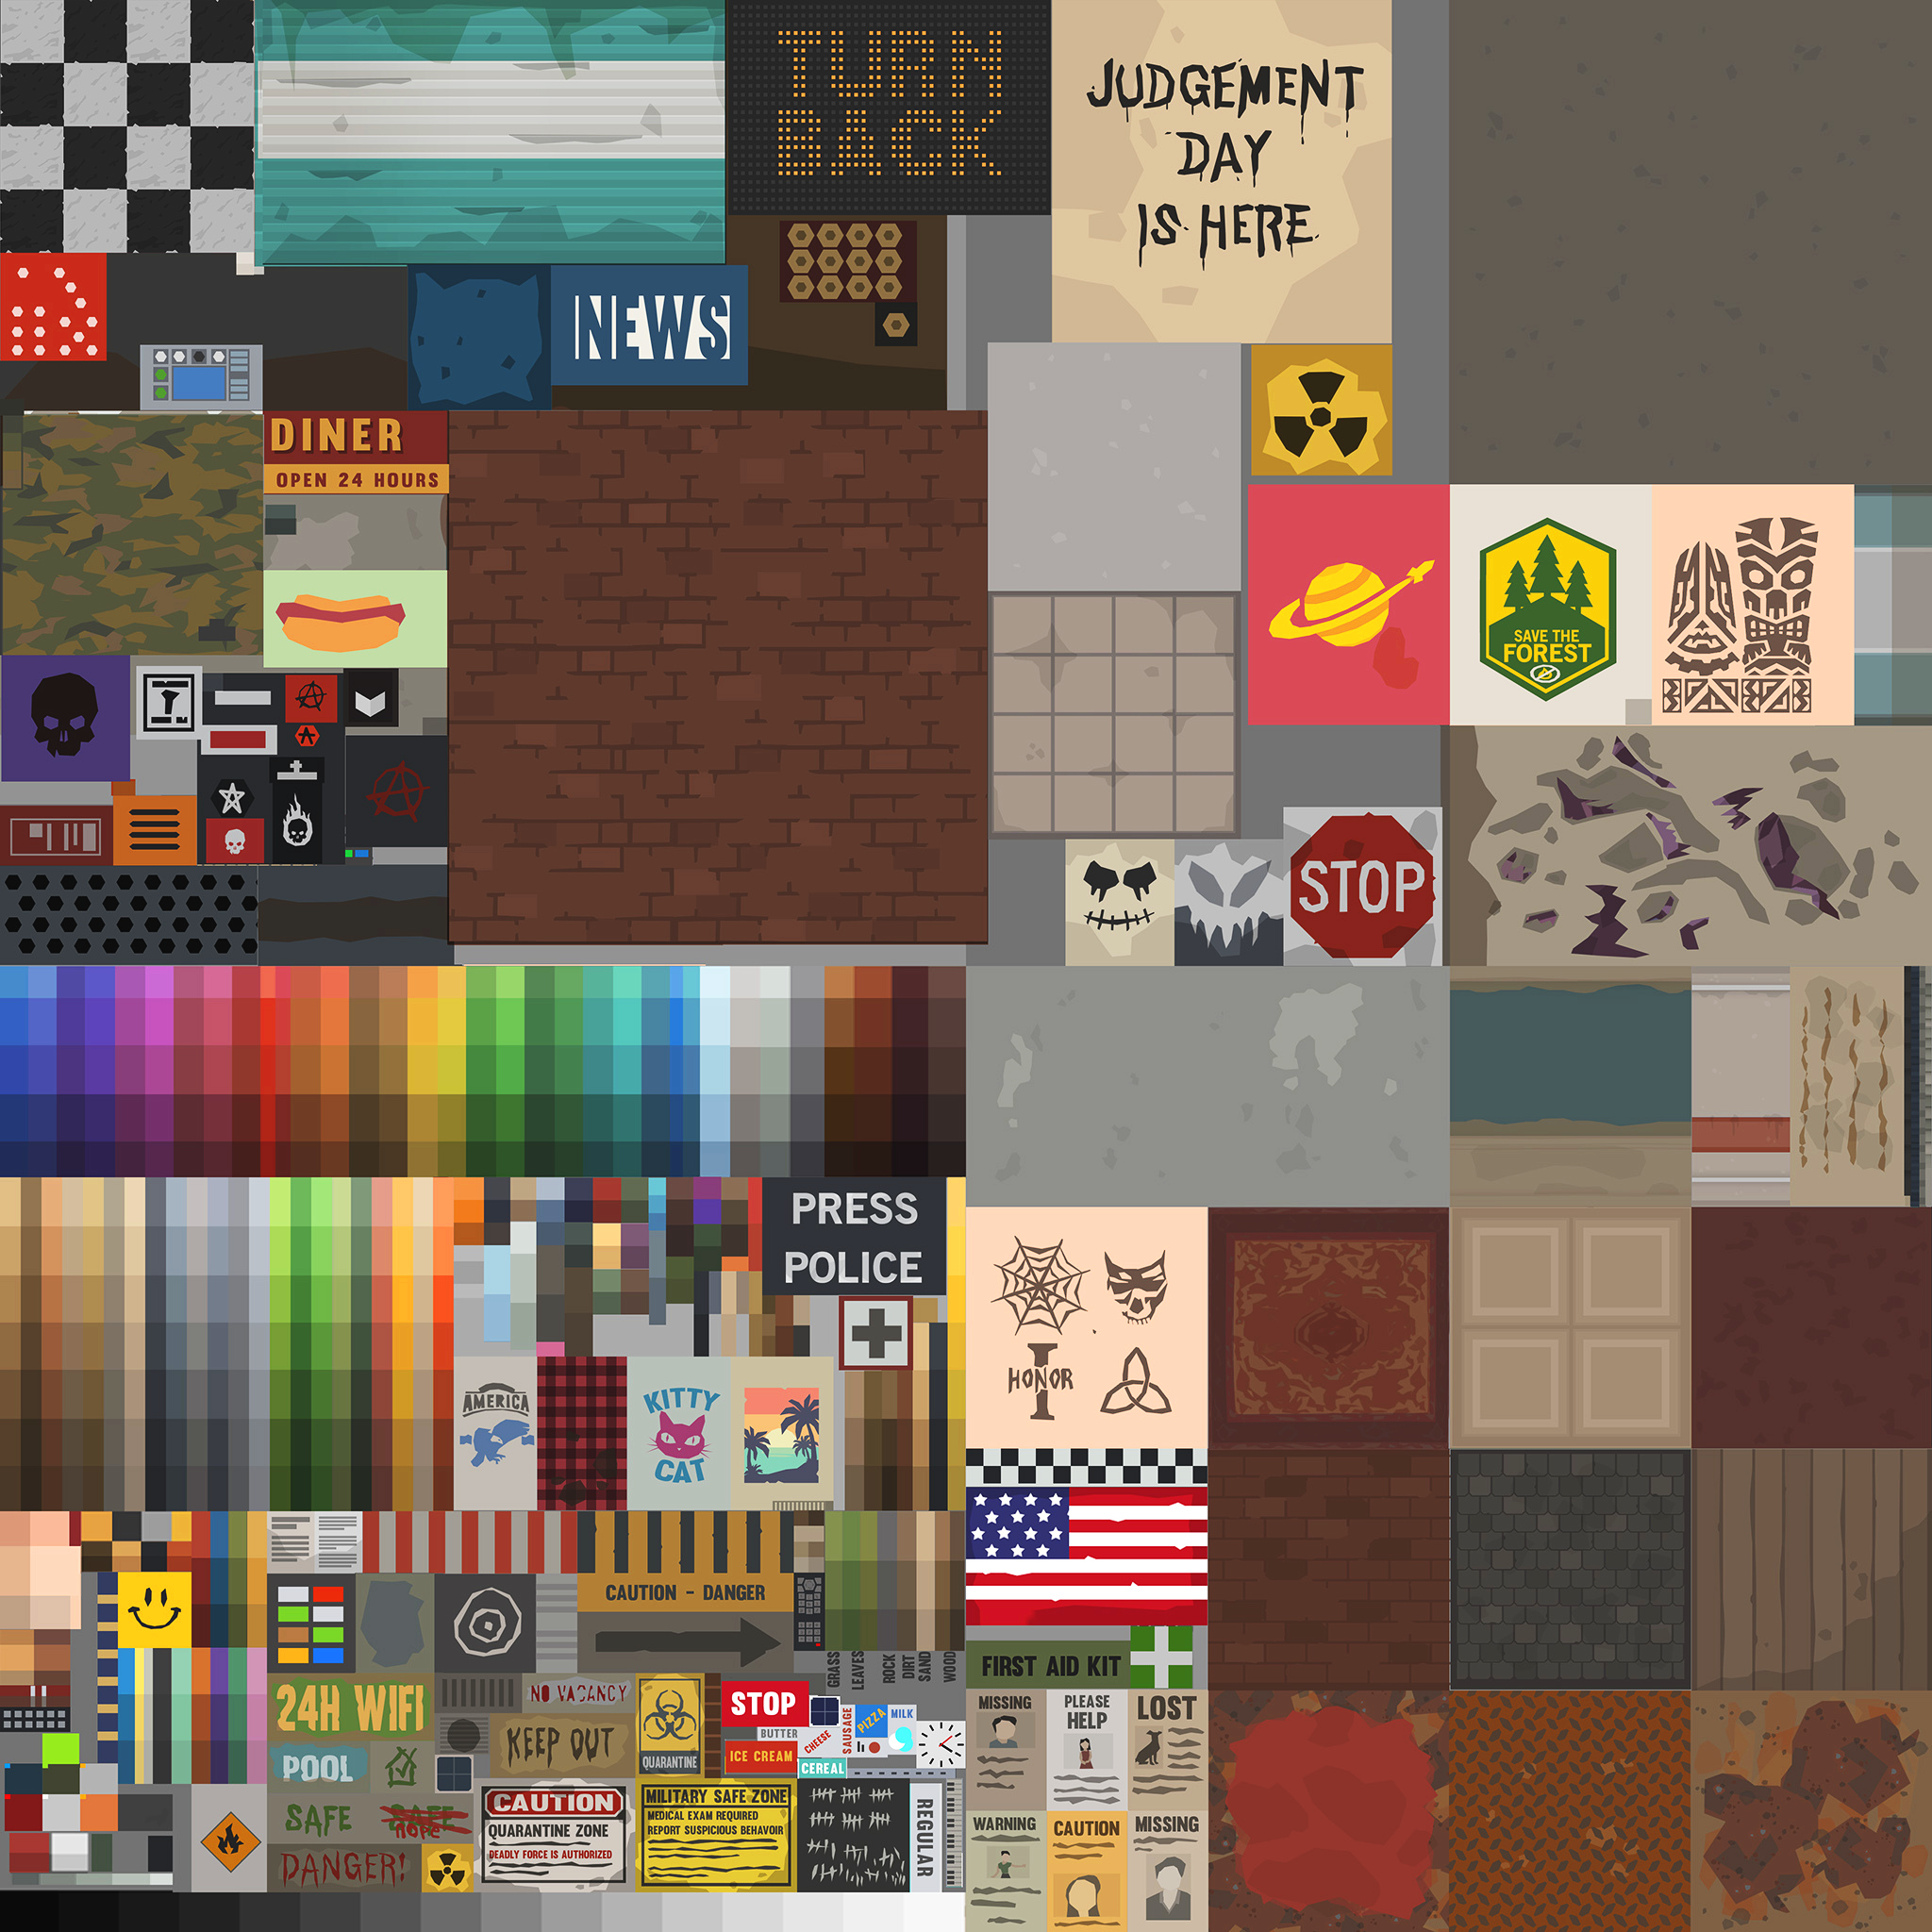 TURN
BACK
JUDGEMENT
DAY
IS HERE
NEWS
DINER
OPEN 24 HOURS
SAVE THE
FOREST
STOP
PRESS
POLICE
AMERICA
KITTY
CAT
HONOR
CAUTION - DANGER
GRASS
LEAVES
ROCK
DIRT
SAND
WOOD
FIRST AID KIT
24H WIFI
NO VACANCY
KEEP OUT
QUARANTINE
STOP
BUTTER
ICE CREAM
CHEESE
SAUSAGE
PIZZA
MILK
CEREAL
POOL
SAFE
SAFE
NOPE
DANGER!
CAUTION
QUARANTINE ZONE
DEADLY FORCE IS AUTHORIZED
MILITARY SAFE ZONE
MEDICAL EXAM REQUIRED
REPORT SUSPICIOUS BEHAVOIR
REGULAR
MISSING
PLEASE
HELP
LOST
WARNING
CAUTION
MISSING